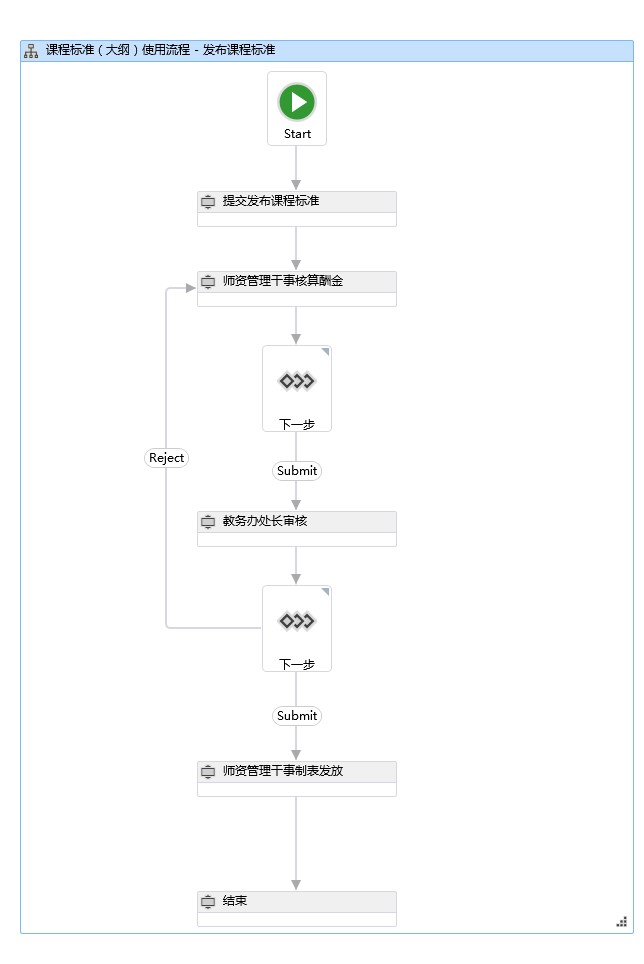 课程标准（大纲）使用流程 - 发布课程标准
Start
提交发布课程标准
师资管理干事核算酬金
下一步
Reject
Submit
教务办处长审核
下一步
Submit
师资管理干事制表发放
结束